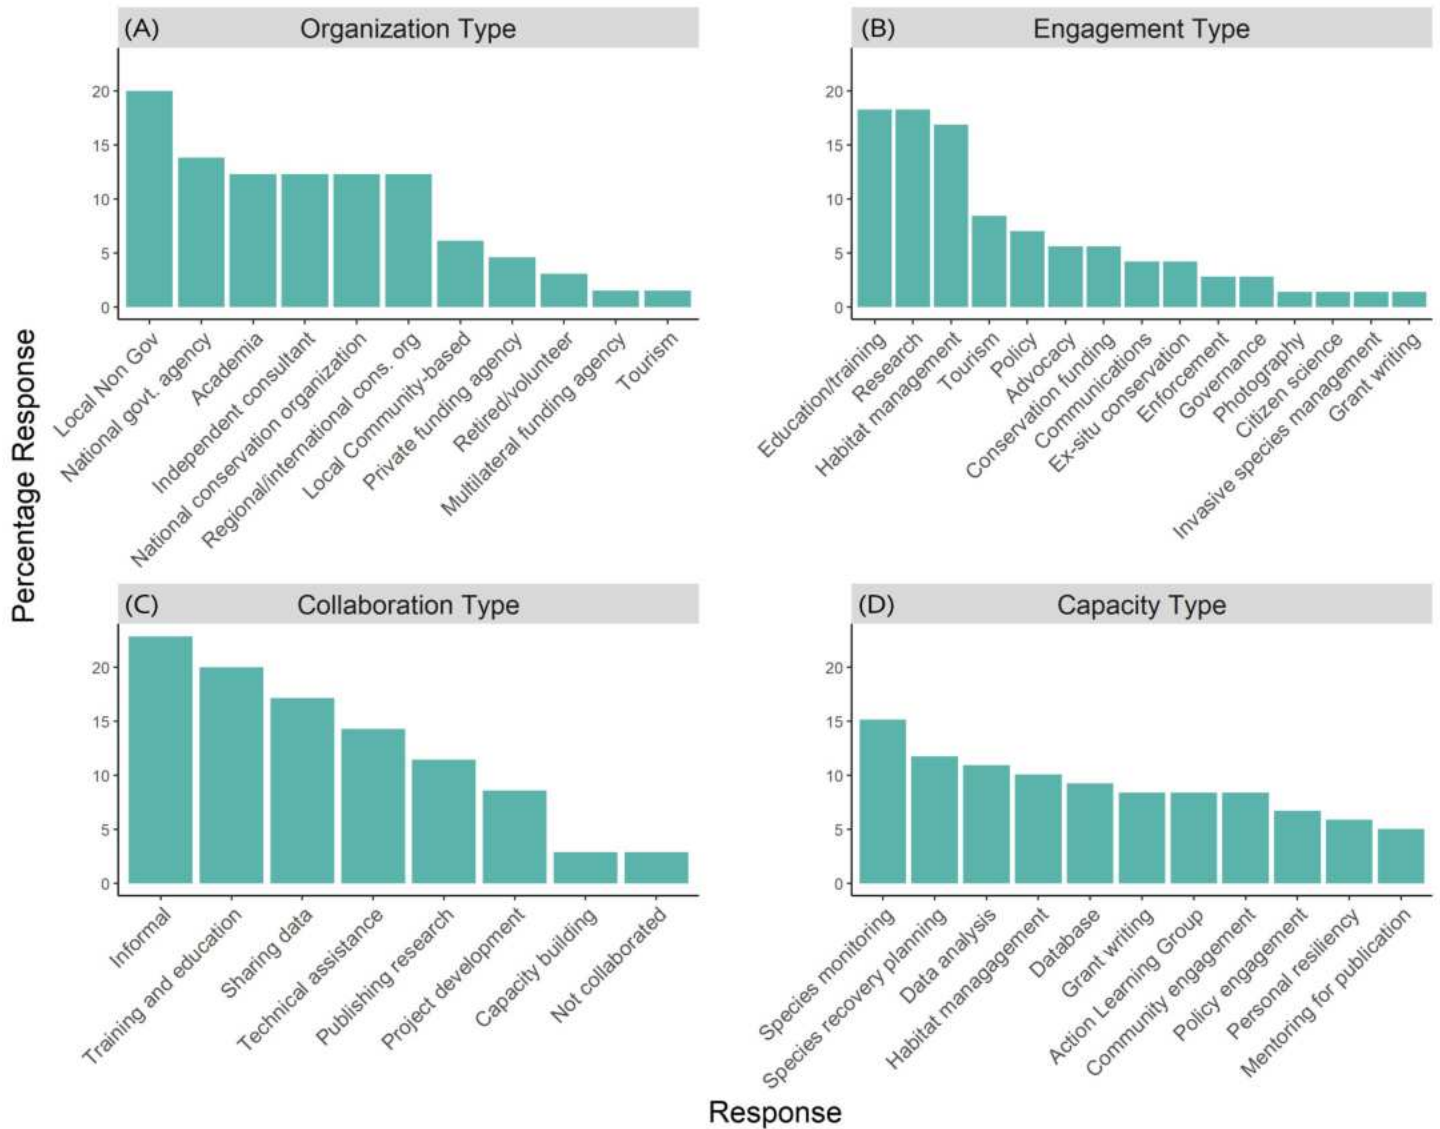 (A) Organization Type
20
15
10
5
0
Local Non Gov
National govt. agency
Academia
Independent consultant
National conservation organization
Regional/international cons. org
Local Community-based
Private funding agency
Retired/volunteer
Multilateral funding agency
Tourism
(B) Engagement Type
20
15
10
5
0
Education/training
Research
Habitat management
Tourism
Policy
Advocacy
Conservation funding
Communications
Ex-situ conservation
Enforcement
Governance
Photography
Citizen science
Invasive species management
Grant writing
Percentage Response
(C) Collaboration Type
20
15
10
5
0
Informal
Training and education
Sharing data
Technical assistance
Publishing research
Project development
Capacity building
Not collaborated
(D) Capacity Type
20
15
10
5
0
Species monitoring
Species recovery planning
Data analysis
Habitat managagement
Database
Grant writing
Action Learning Group
Community engagement
Policy engagement
Personal resiliency
Mentoring for publication
Response